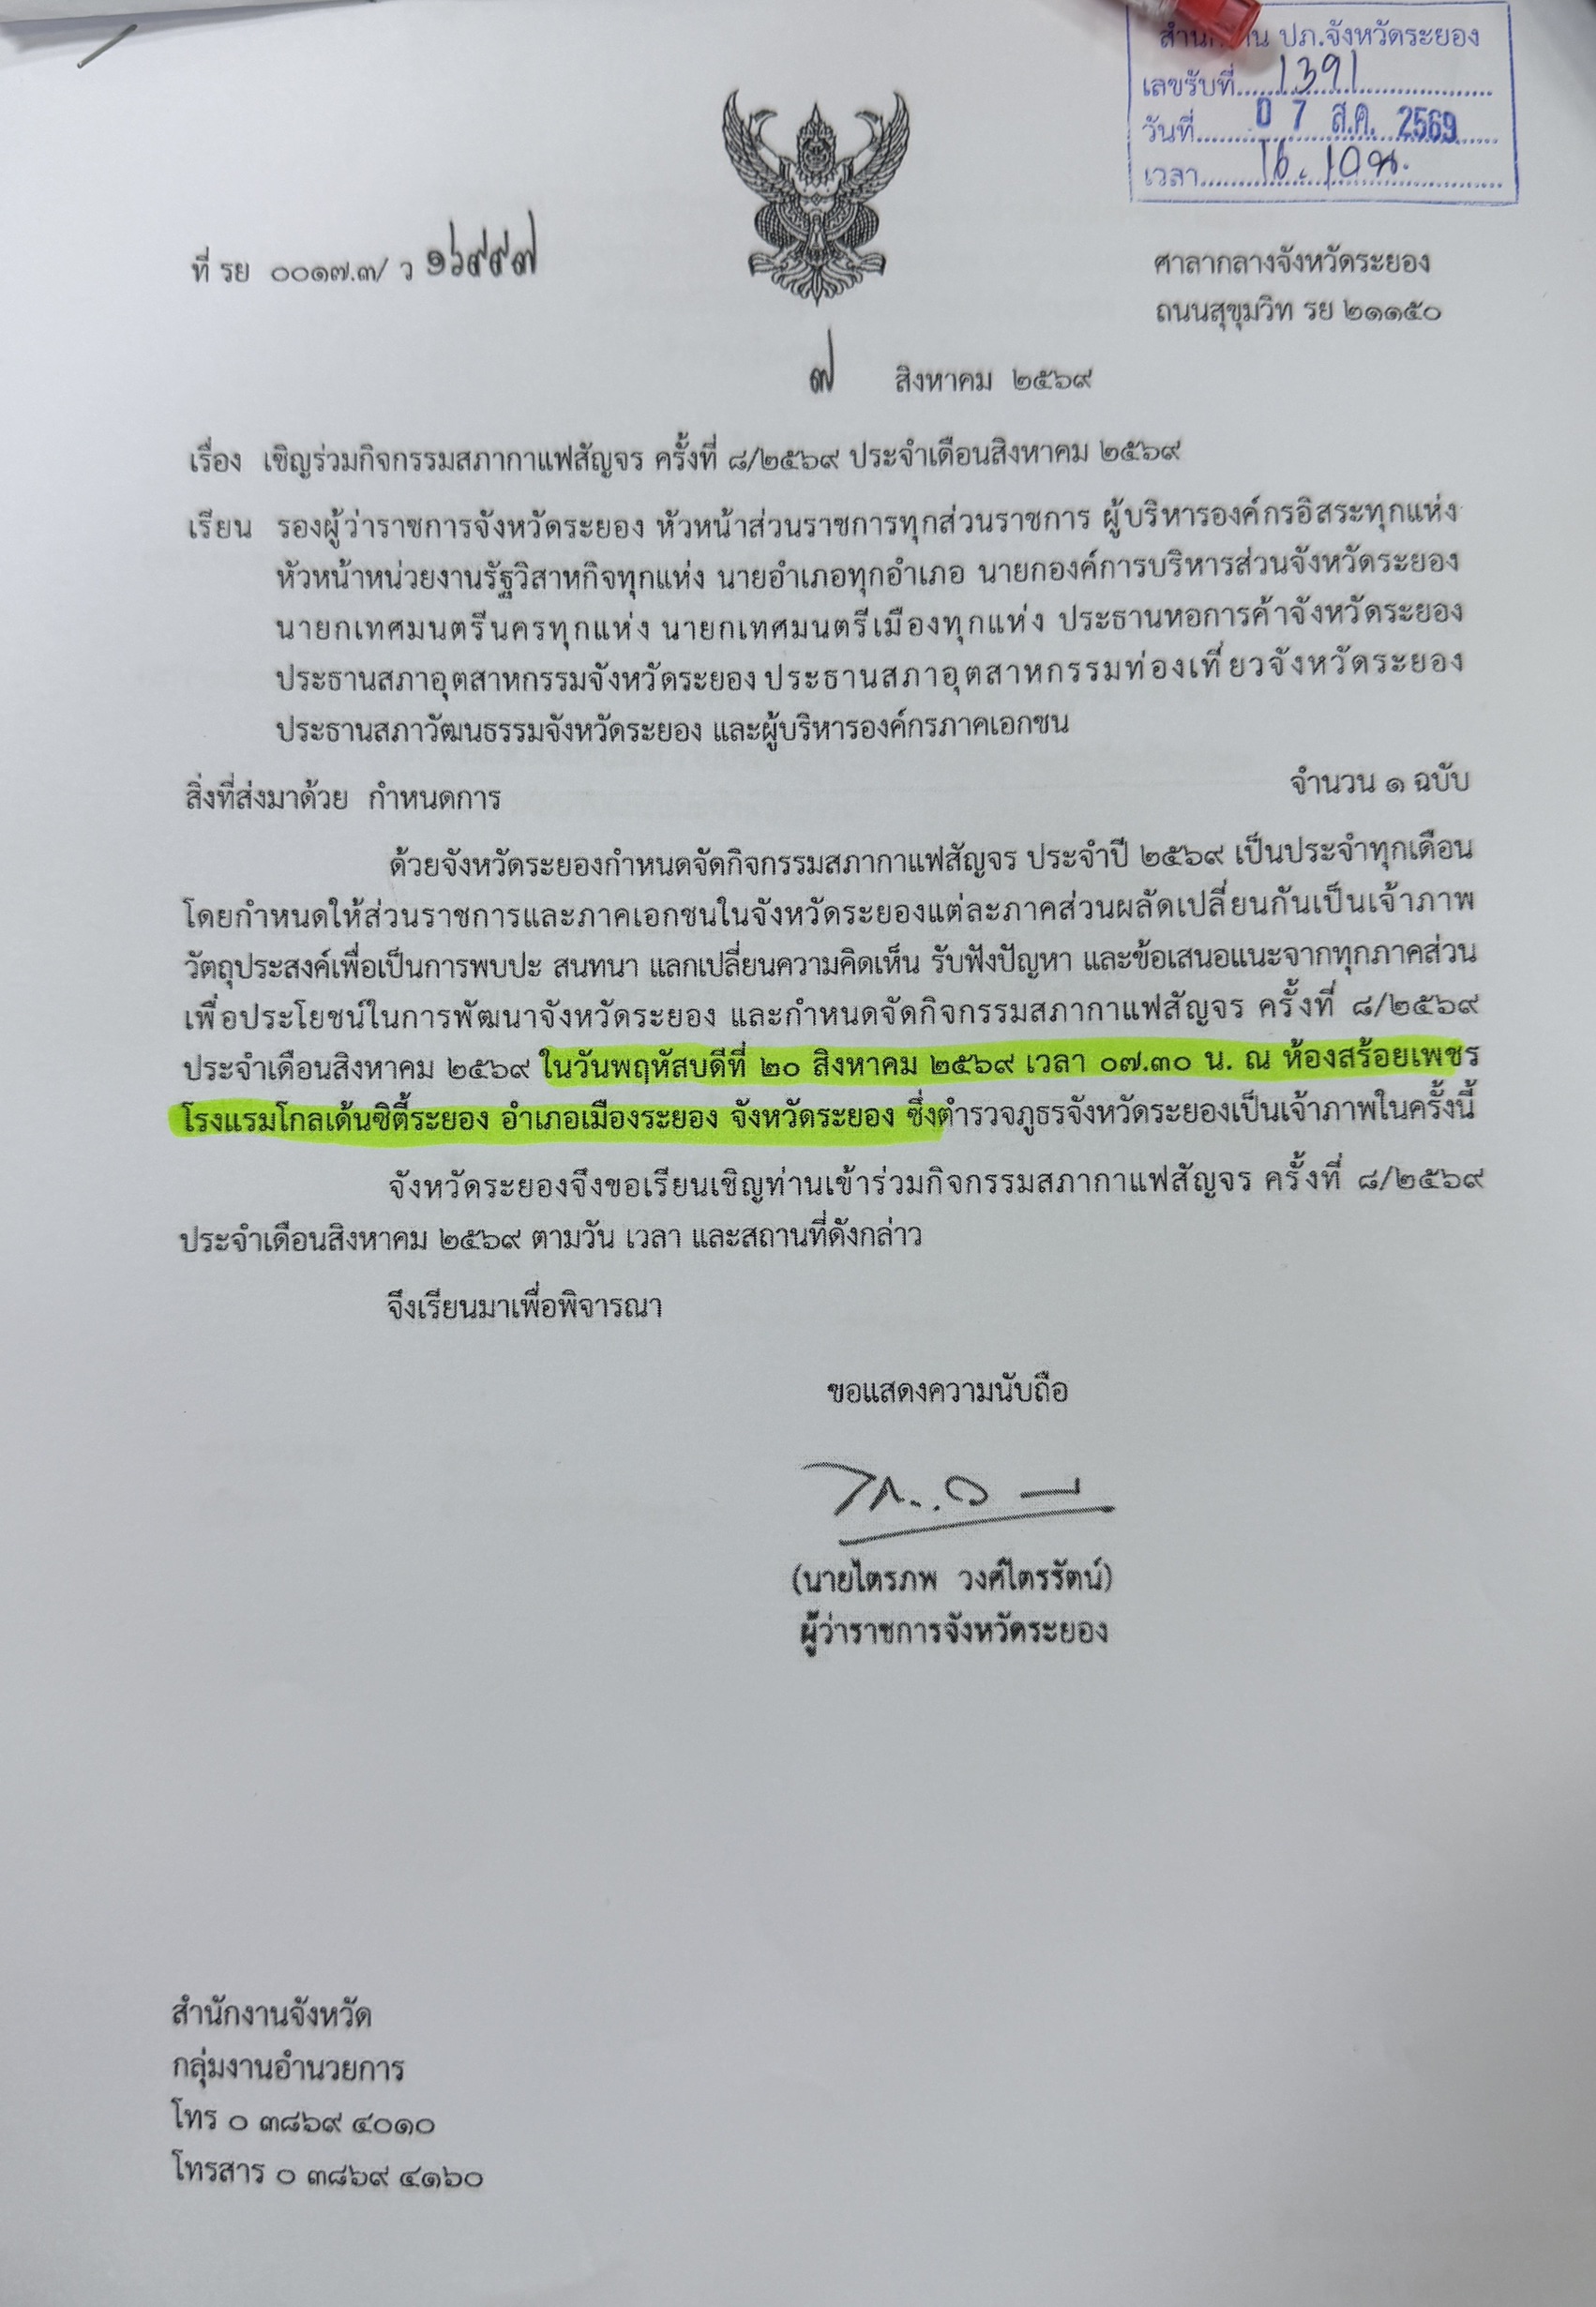 สำนักงาน ปภ.จังหวัดระยอง
เลขรับที่ 1391
วันที่ 07 ส.ค. 2569
เวลา 16.10 น.
ที่ รย ๐๐๑๗.๓/ ว ๑๖๙๙๗
ศาลากลางจังหวัดระยอง
ถนนสุขุมวิท รย ๒๑๑๕๐
๗ สิงหาคม ๒๕๖๙
เรื่อง เชิญร่วมกิจกรรมสภากาแฟสัญจร ครั้งที่ ๘/๒๕๖๙ ประจำเดือนสิงหาคม ๒๕๖๙
เรียน รองผู้ว่าราชการจังหวัดระยอง หัวหน้าส่วนราชการทุกส่วนราชการ ผู้บริหารองค์กรอิสระทุกแห่ง
หัวหน้าหน่วยงานรัฐวิสาหกิจทุกแห่ง นายอำเภอทุกอำเภอ นายกองค์การบริหารส่วนจังหวัดระยอง
นายกเทศมนตรีนครทุกแห่ง นายกเทศมนตรีเมืองทุกแห่ง ประธานหอการค้าจังหวัดระยอง
ประธานสภาอุตสาหกรรมจังหวัดระยอง ประธานสภาอุตสาหกรรมท่องเที่ยวจังหวัดระยอง
ประธานสภาวัฒนธรรมจังหวัดระยอง และผู้บริหารองค์กรภาคเอกชน
สิ่งที่ส่งมาด้วย กำหนดการ จำนวน ๑ ฉบับ
ด้วยจังหวัดระยองกำหนดจัดกิจกรรมสภากาแฟสัญจร ประจำปี ๒๕๖๙ เป็นประจำทุกเดือน
โดยกำหนดให้ส่วนราชการและภาคเอกชนในจังหวัดระยองแต่ละภาคส่วนผลัดเปลี่ยนกันเป็นเจ้าภาพ
วัตถุประสงค์เพื่อเป็นการพบปะ สนทนา แลกเปลี่ยนความคิดเห็น รับฟังปัญหา และข้อเสนอแนะจากทุกภาคส่วน
เพื่อประโยชน์ในการพัฒนาจังหวัดระยอง และกำหนดจัดกิจกรรมสภากาแฟสัญจร ครั้งที่ ๘/๒๕๖๙
ประจำเดือนสิงหาคม ๒๕๖๙ ในวันพฤหัสบดีที่ ๒๐ สิงหาคม ๒๕๖๙ เวลา ๐๗.๓๐ น. ณ ห้องสร้อยเพชร
โรงแรมโกลเด้นซิตี้ระยอง อำเภอเมืองระยอง จังหวัดระยอง ซึ่งตำรวจภูธรจังหวัดระยองเป็นเจ้าภาพในครั้งนี้
จังหวัดระยองจึงขอเรียนเชิญท่านเข้าร่วมกิจกรรมสภากาแฟสัญจร ครั้งที่ ๘/๒๕๖๙
ประจำเดือนสิงหาคม ๒๕๖๙ ตามวัน เวลา และสถานที่ดังกล่าว
จึงเรียนมาเพื่อพิจารณา
ขอแสดงความนับถือ
(นายไตรภพ วงศ์ไตรรัตน์)
ผู้ว่าราชการจังหวัดระยอง
สำนักงานจังหวัด
กลุ่มงานอำนวยการ
โทร ๐ ๓๘๖๙ ๔๐๑๐
โทรสาร ๐ ๓๘๖๙ ๔๑๖๐